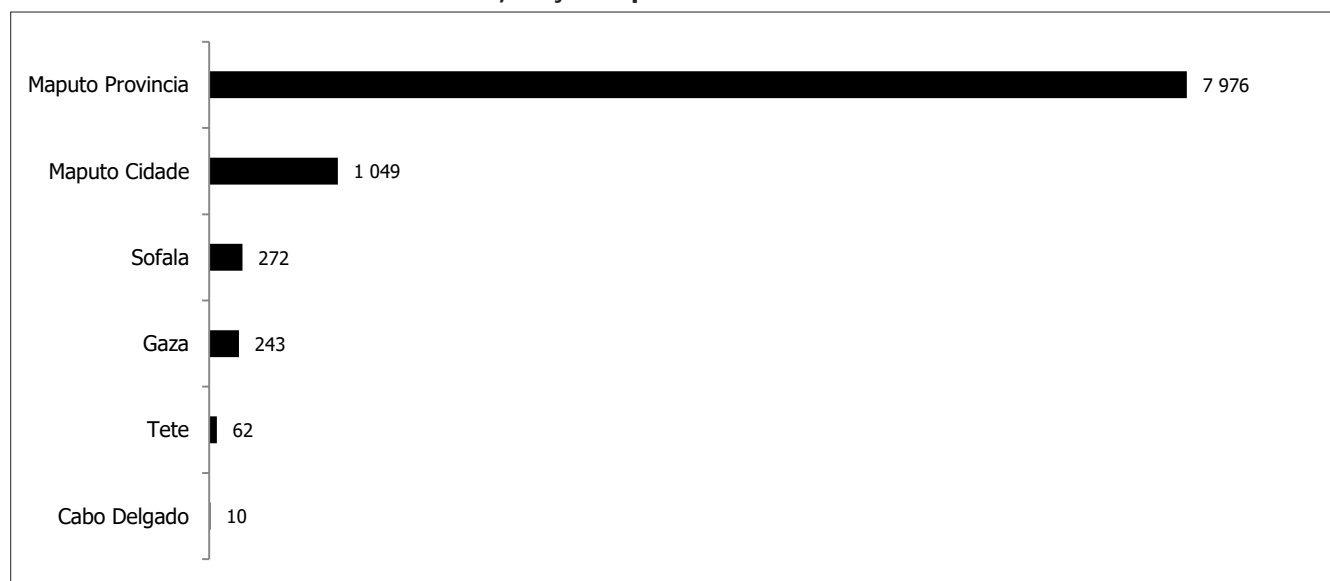 Maputo Provincia 7 976
Maputo Cidade 1 049
Sofala 272
Gaza 243
Tete 62
Cabo Delgado 10